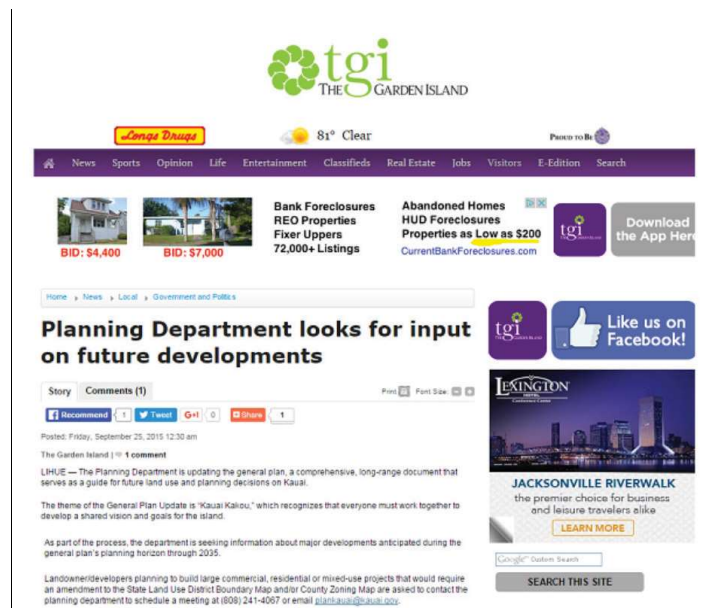 tgi
THE GARDEN ISLAND
Longs Drugs
81° Clear
PROUD TO BE
News Sports Opinion Life Entertainment Classifieds Real Estate Jobs Visitors E-Edition Search
BID: $4,400
BID: $7,000
Bank Foreclosures
REO Properties
Fixer Uppers
72,000+ Listings
Abandoned Homes
HUD Foreclosures
Properties as Low as $200
CurrentBankForeclosures.com
tgi
Download
the App Here
Home > News > Local > Government and Politics
Planning Department looks for input
on future developments
tgi
Like us on
Facebook!
Story Comments (1)
Print Font Size:
Recommend 1 Tweet G+1 0 Share 1
Posted: Friday, September 25, 2015 12:30 am
The Garden Island | 1 comment
LIHUE — The Planning Department is updating the general plan, a comprehensive, long-range document that
serves as a guide for future land use and planning decisions on Kauai.
The theme of the General Plan Update is "Kauai Kakou," which recognizes that everyone must work together to
develop a shared vision and goals for the island.
As part of the process, the department is seeking information about major developments anticipated during the
general plan's planning horizon through 2035.
Landowner/developers planning to build large commercial, residential or mixed-use projects that would require
an amendment to the State Land Use District Boundary Map and/or County Zoning Map are asked to contact the
planning department to schedule a meeting at (808) 241-4067 or email plankauai@kauai.gov.
LEXINGTON
HOTEL
Conference Center
JACKSONVILLE RIVERWALK
the premier choice for business
and leisure travelers alike
LEARN MORE
Google Custom Search
SEARCH THIS SITE